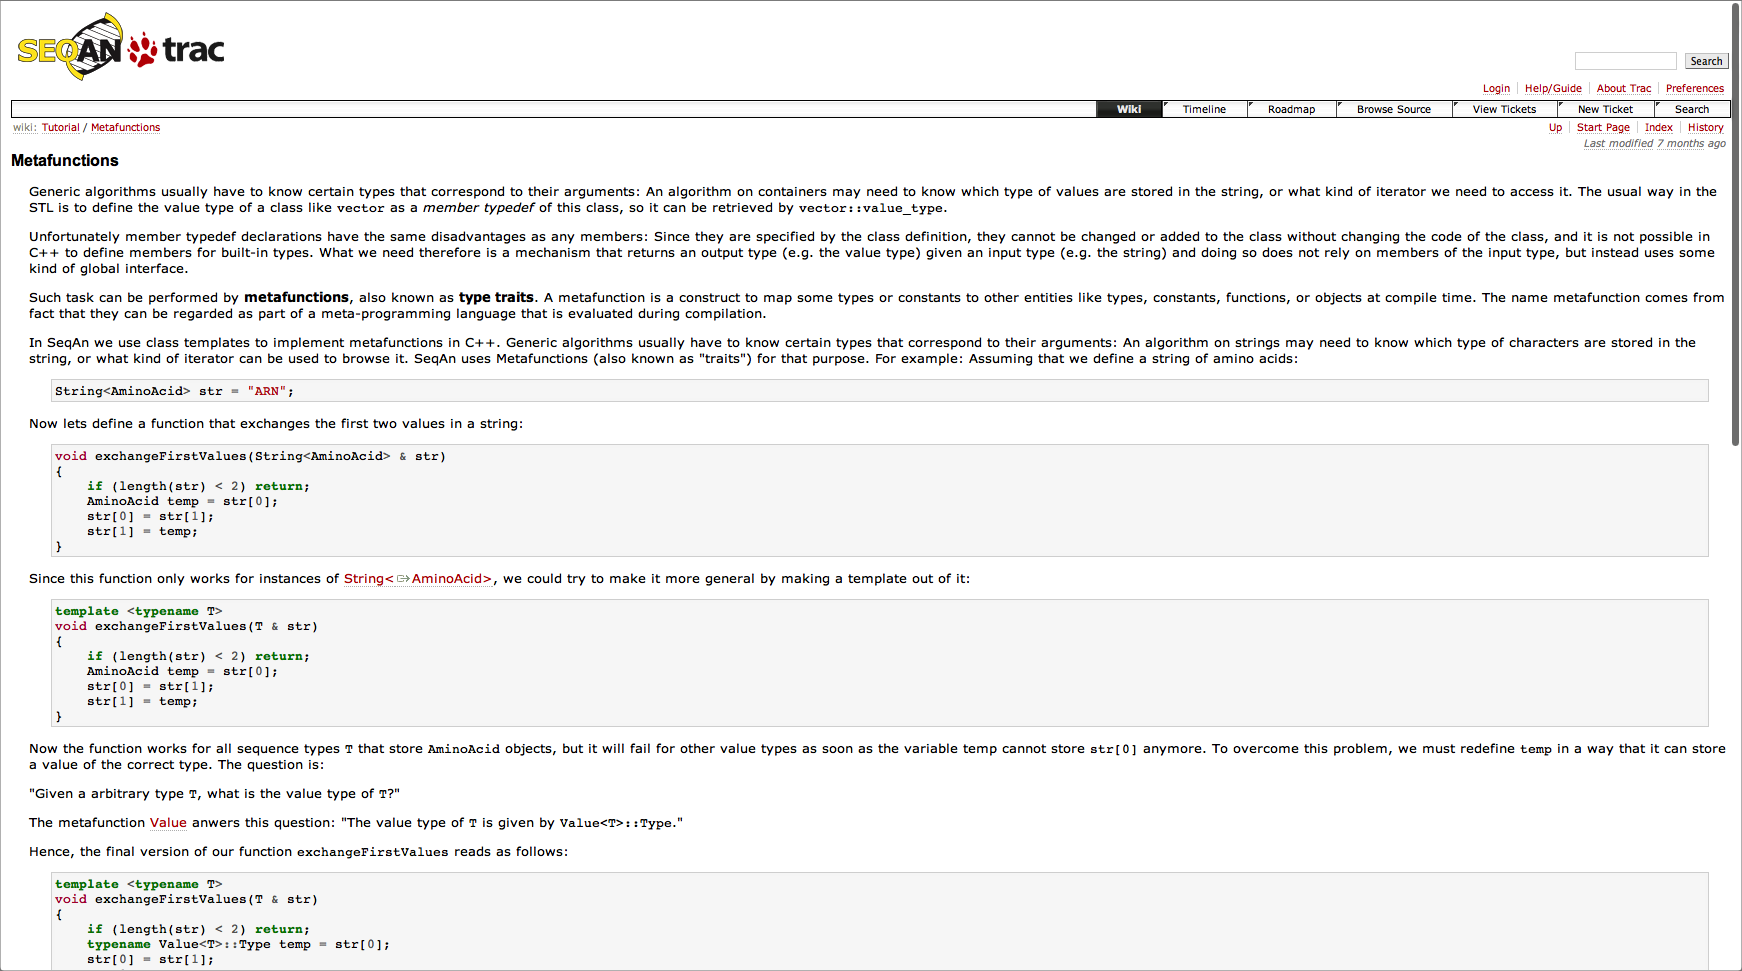 SEQAN trac
Search
Login Help/Guide About Trac Preferences
Wiki Timeline Roadmap Browse Source View Tickets New Ticket Search
wiki: Tutorial / Metafunctions
Up Start Page Index History
Last modified 7 months ago
Metafunctions
Generic algorithms usually have to know certain types that correspond to their arguments: An algorithm on containers may need to know which type of values are stored in the string, or what kind of iterator we need to access it. The usual way in the
STL is to define the value type of a class like vector as a member typedef of this class, so it can be retrieved by vector::value_type.
Unfortunately member typedef declarations have the same disadvantages as any members: Since they are specified by the class definition, they cannot be changed or added to the class without changing the code of the class, and it is not possible in
C++ to define members for built-in types. What we need therefore is a mechanism that returns an output type (e.g. the value type) given an input type (e.g. the string) and doing so does not rely on members of the input type, but instead uses some
kind of global interface.
Such task can be performed by metafunctions, also known as type traits. A metafunction is a construct to map some types or constants to other entities like types, constants, functions, or objects at compile time. The name metafunction comes from
fact that they can be regarded as part of a meta-programming language that is evaluated during compilation.
In SeqAn we use class templates to implement metafunctions in C++. Generic algorithms usually have to know certain types that correspond to their arguments: An algorithm on strings may need to know which type of characters are stored in the
string, or what kind of iterator can be used to browse it. SeqAn uses Metafunctions (also known as "traits") for that purpose. For example: Assuming that we define a string of amino acids:
String<AminoAcid> str = "ARN";
Now lets define a function that exchanges the first two values in a string:
void exchangeFirstValues(String<AminoAcid> & str)
{
if (length(str) < 2) return;
AminoAcid temp = str[0];
str[0] = str[1];
str[1] = temp;
}
Since this function only works for instances of String<AminoAcid>, we could try to make it more general by making a template out of it:
template <typename T>
void exchangeFirstValues(T & str)
{
if (length(str) < 2) return;
AminoAcid temp = str[0];
str[0] = str[1];
str[1] = temp;
}
Now the function works for all sequence types T that store AminoAcid objects, but it will fail for other value types as soon as the variable temp cannot store str[0] anymore. To overcome this problem, we must redefine temp in a way that it can store
a value of the correct type. The question is:
"Given a arbitrary type T, what is the value type of T?"
The metafunction Value anwers this question: "The value type of T is given by Value<T>::Type."
Hence, the final version of our function exchangeFirstValues reads as follows:
template <typename T>
void exchangeFirstValues(T & str)
{
if (length(str) < 2) return;
typename Value<T>::Type temp = str[0];
str[0] = str[1];